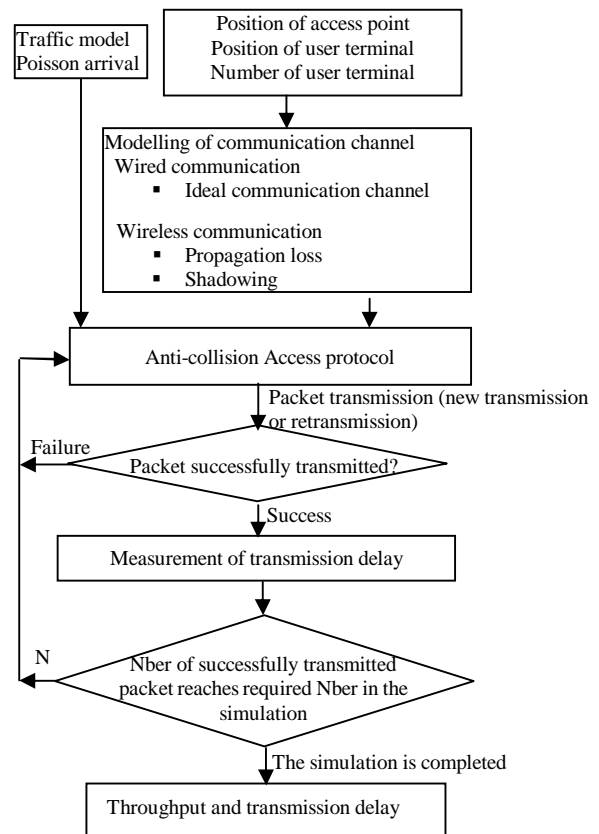 Traffic model
Poisson arrival
Position of access point
Position of user terminal
Number of user terminal
Modelling of communication channel
Wired communication
▪ Ideal communication channel
Wireless communication
▪ Propagation loss
▪ Shadowing
Anti-collision Access protocol
Packet transmission (new transmission
or retransmission)
Failure
Packet successfully transmitted?
Success
Measurement of transmission delay
N
Nber of successfully transmitted
packet reaches required Nber in the
simulation
The simulation is completed
Throughput and transmission delay